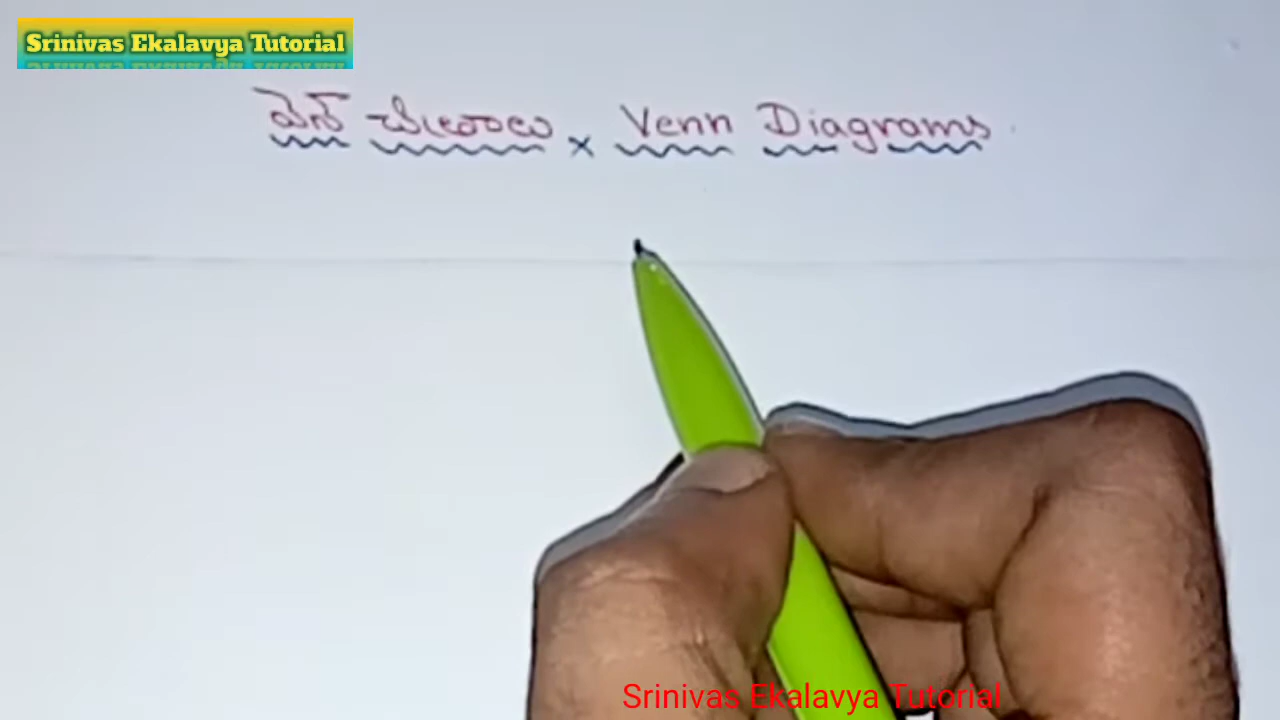 Srinivas Ekalavya Tutorial
వెన్ చిత్రాలు x Venn Diagrams
Srinivas Ekalavya Tutorial